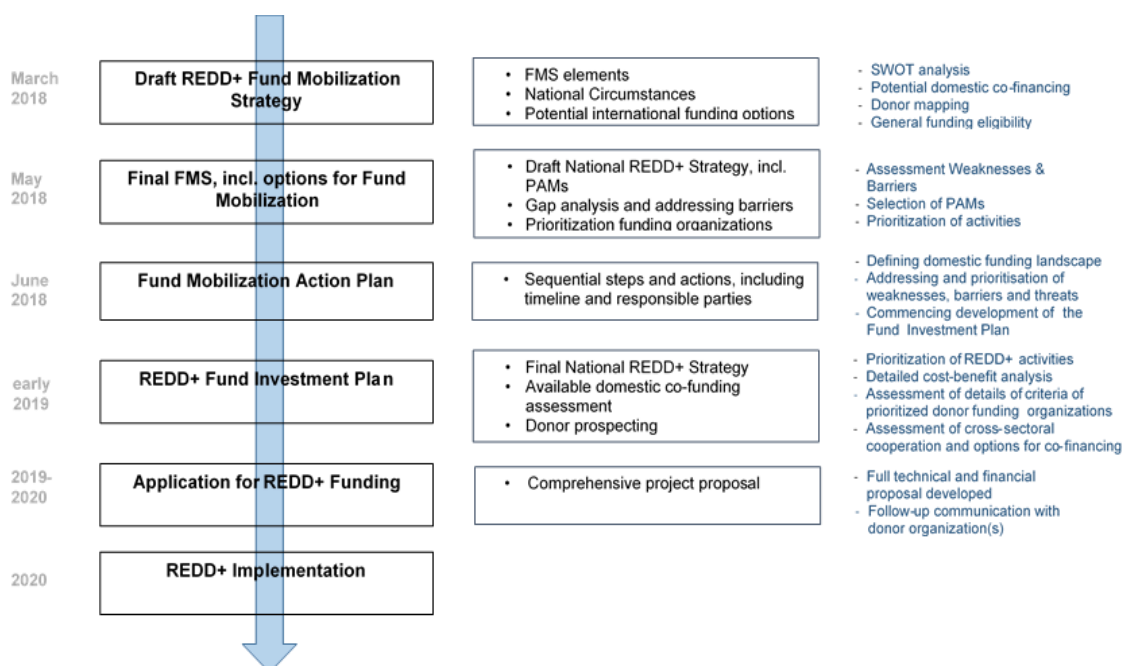 March
2018
Draft REDD+ Fund Mobilization
Strategy
• FMS elements
• National Circumstances
• Potential international funding options
- SWOT analysis
- Potential domestic co-financing
- Donor mapping
- General funding eligibility
May
2018
Final FMS, incl. options for Fund
Mobilization
• Draft National REDD+ Strategy, incl.
PAMs
• Gap analysis and addressing barriers
• Prioritization funding organizations
- Assessment Weaknesses &
Barriers
- Selection of PAMs
- Prioritization of activities
June
2018
Fund Mobilization Action Plan
• Sequential steps and actions, including
timeline and responsible parties
- Defining domestic funding landscape
- Addressing and prioritisation of
weaknesses, barriers and threats
- Commencing development of the
Fund Investment Plan
early
2019
REDD+ Fund Investment Plan
• Final National REDD+ Strategy
• Available domestic co-funding
assessment
• Donor prospecting
- Prioritization of REDD+ activities
- Detailed cost-benefit analysis
- Assessment of details of criteria of
prioritized donor funding organizations
- Assessment of cross-sectoral
cooperation and options for co-financing
2019-
2020
Application for REDD+ Funding
• Comprehensive project proposal
- Full technical and financial
proposal developed
- Follow-up communication with
donor organization(s)
2020
REDD+ Implementation